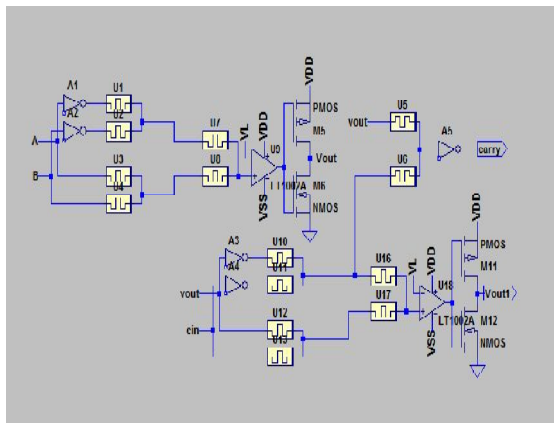 A1
U1
A2
U2
A
U3
B
U4
U7
U8
VL
VDD
U9
LT1002A
VSS
VDD
PMOS
M5
Vout
M6
NMOS
U5
vout
U6
A5
carry
A3
U10
A4
U11
vout
U12
cin
U13
U16
U17
VL
VDD
U18
LT1002A
VSS
VDD
PMOS
M11
Vout1
M12
NMOS